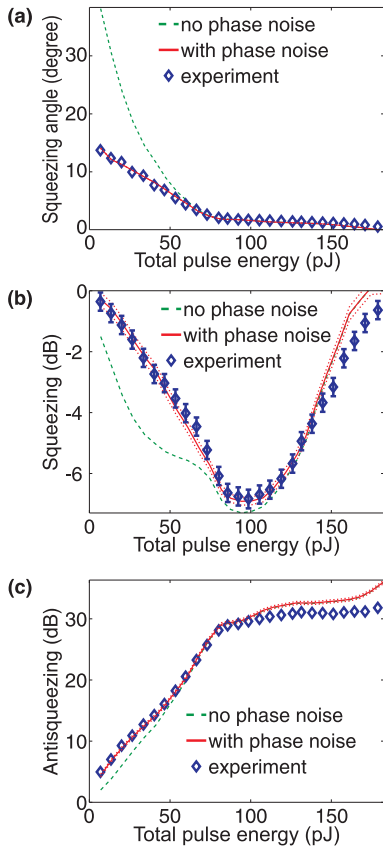 (a)
Squeezing angle (degree)
30
20
10
0
no phase noise
with phase noise
experiment
0
50
100
150
Total pulse energy (pJ)
(b)
Squeezing (dB)
0
-2
-4
-6
no phase noise
with phase noise
experiment
0
50
100
150
Total pulse energy (pJ)
(c)
Antisqueezing (dB)
30
20
10
0
no phase noise
with phase noise
experiment
0
50
100
150
Total pulse energy (pJ)